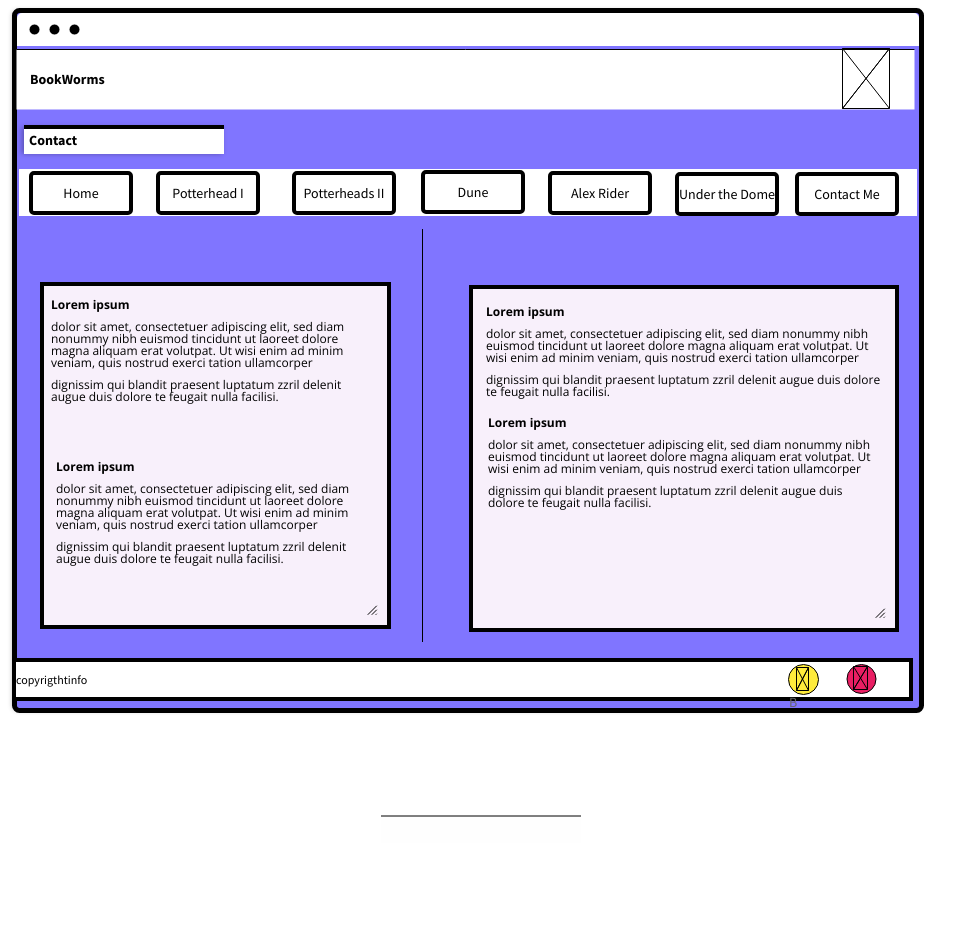 BookWorms
Contact
Home
Potterhead I
Potterheads II
Dune
Alex Rider
Under the Dome
Contact Me
Lorem ipsum
dolor sit amet, consectetuer adipiscing elit, sed diam
nonummy nibh euismod tincidunt ut laoreet dolore
magna aliquam erat volutpat. Ut wisi enim ad minim
veniam, quis nostrud exerci tation ullamcorper
dignissim qui blandit praesent luptatum zzril delenit
augue duis dolore te feugait nulla facilisi.
Lorem ipsum
dolor sit amet, consectetuer adipiscing elit, sed diam
nonummy nibh euismod tincidunt ut laoreet dolore
magna aliquam erat volutpat. Ut wisi enim ad minim
veniam, quis nostrud exerci tation ullamcorper
dignissim qui blandit praesent luptatum zzril delenit
augue duis dolore te feugait nulla facilisi.
Lorem ipsum
dolor sit amet, consectetuer adipiscing elit, sed diam nonummy nibh
euismod tincidunt ut laoreet dolore magna aliquam erat volutpat. Ut
wisi enim ad minim veniam, quis nostrud exerci tation ullamcorper
dignissim qui blandit praesent luptatum zzril delenit augue duis dolore
te feugait nulla facilisi.
Lorem ipsum
dolor sit amet, consectetuer adipiscing elit, sed diam nonummy nibh
euismod tincidunt ut laoreet dolore magna aliquam erat volutpat. Ut
wisi enim ad minim veniam, quis nostrud exerci tation ullamcorper
dignissim qui blandit praesent luptatum zzril delenit augue duis
dolore te feugait nulla facilisi.
copyrigthtinfo